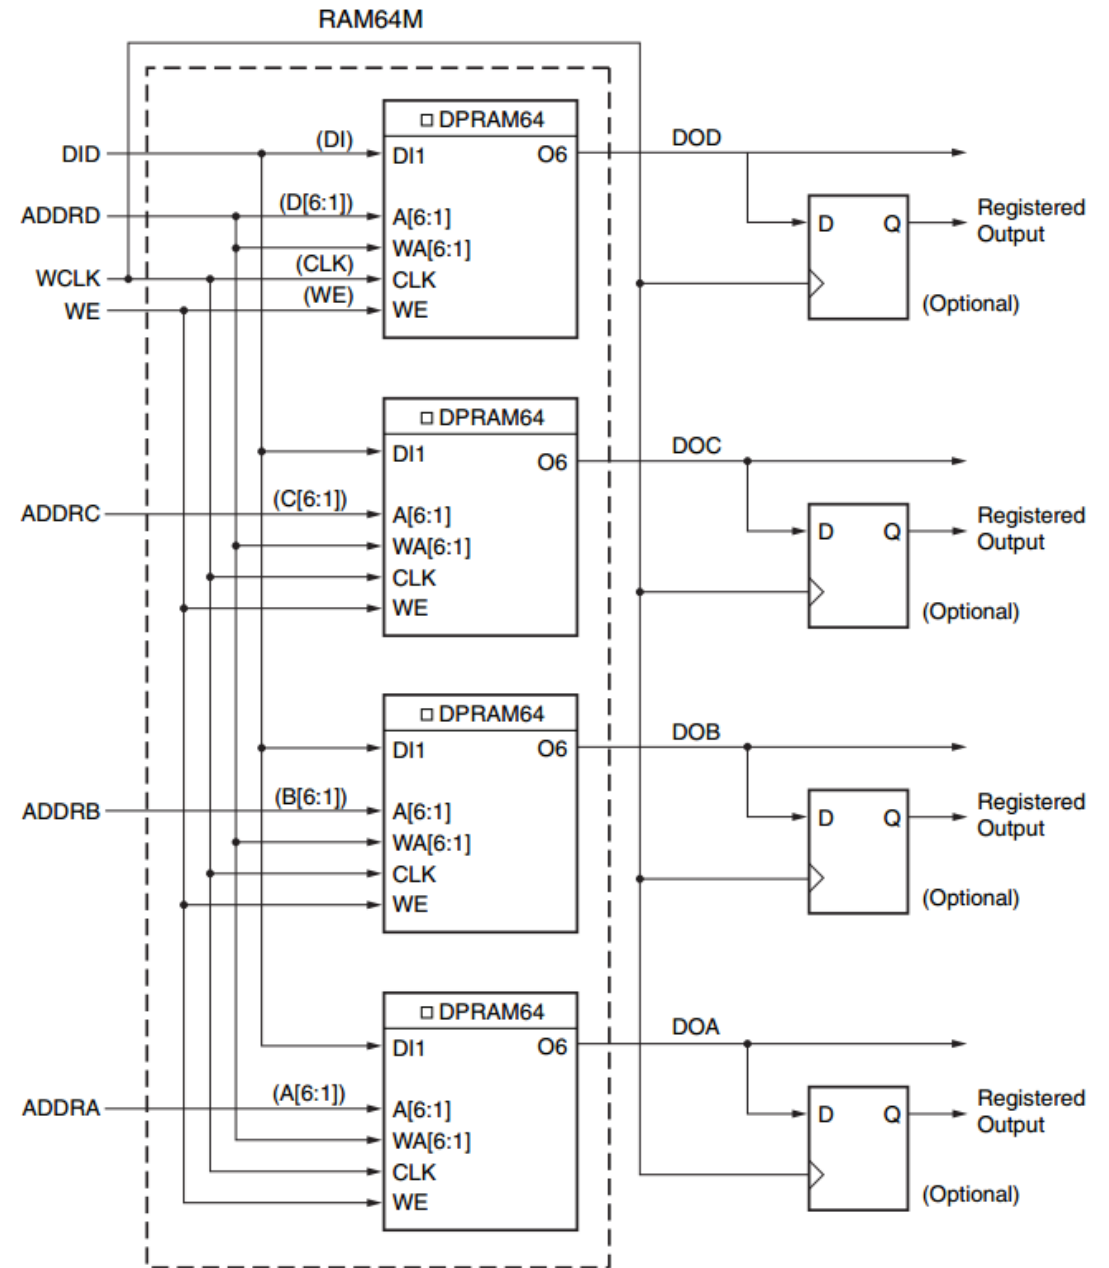 RAM64M
DPRAM64
DID
(DI)
DI1
O6
DOD
ADDRD
(D[6:1])
A[6:1]
D
Q
Registered
Output
WA[6:1]
WCLK
(CLK)
CLK
WE
(WE)
WE
(Optional)
DPRAM64
DI1
O6
DOC
ADDRC
(C[6:1])
A[6:1]
D
Q
Registered
Output
WA[6:1]
CLK
WE
(Optional)
DPRAM64
DI1
O6
DOB
ADDRB
(B[6:1])
A[6:1]
D
Q
Registered
Output
WA[6:1]
CLK
WE
(Optional)
DPRAM64
DI1
O6
DOA
ADDRA
(A[6:1])
A[6:1]
D
Q
Registered
Output
WA[6:1]
CLK
WE
(Optional)